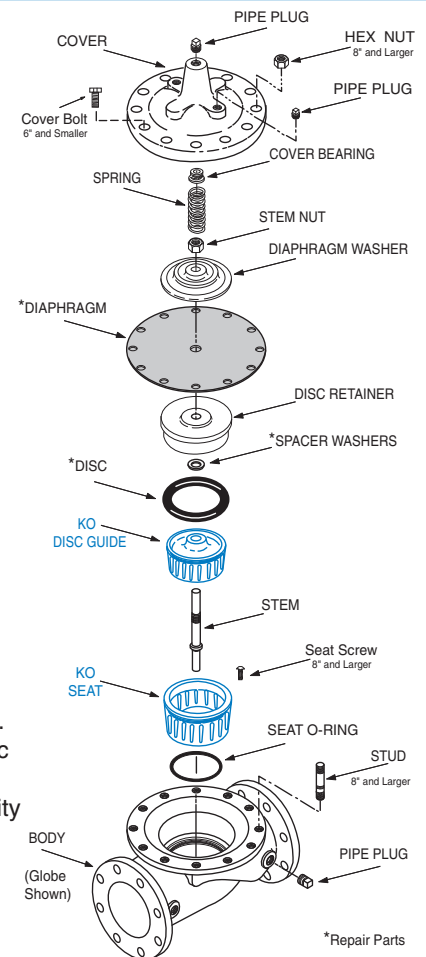 PIPE PLUG
COVER
HEX NUT
8" and Larger
PIPE PLUG
Cover Bolt
6" and Smaller
COVER BEARING
SPRING
STEM NUT
DIAPHRAGM WASHER
*DIAPHRAGM
DISC RETAINER
*SPACER WASHERS
*DISC
KO
DISC GUIDE
STEM
Seat Screw
8" and Larger
KO
SEAT
.
c
SEAT O-RING
STUD
8" and Larger
ity
BODY
(Globe
Shown)
PIPE PLUG
*Repair Parts